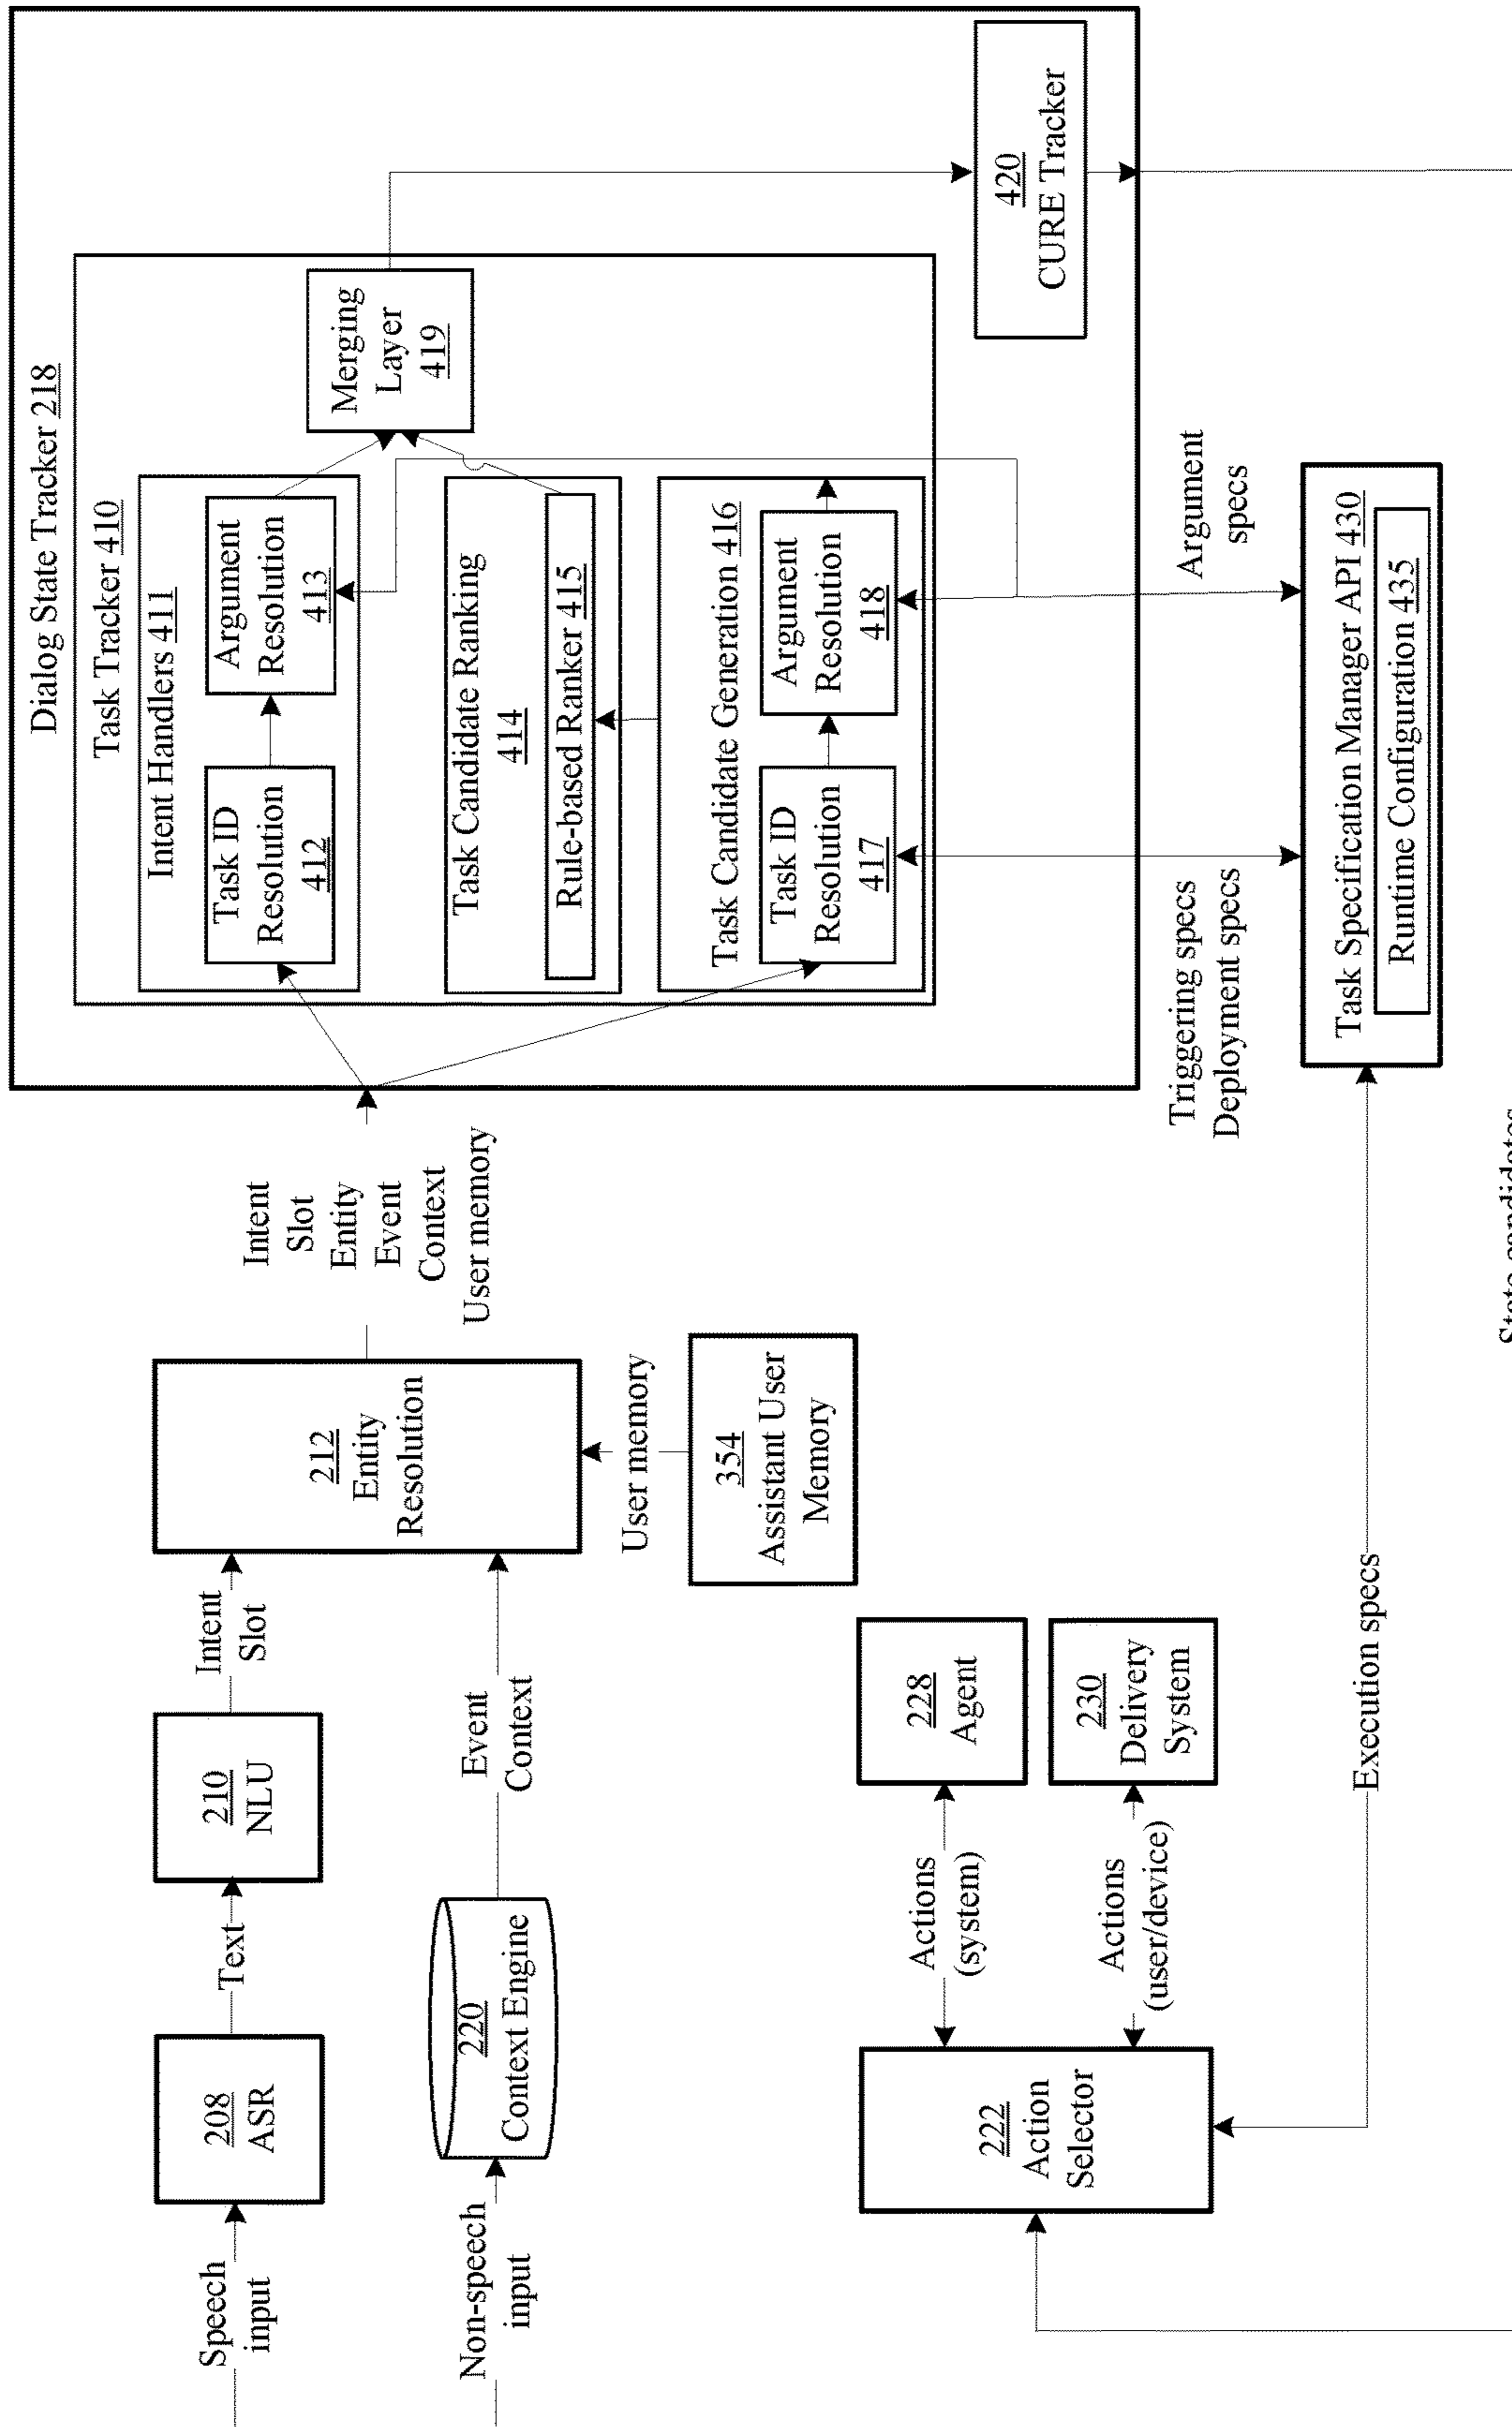 Speech
input
208
ASR
Text
210
NLU
Intent
Slot
Non-speech
input
220
Context Engine
Event
Context
212
Entity
Resolution
User memory
354
Assistant User
Memory
Intent
Slot
Entity
Event
Context
User memory
Dialog State Tracker 218
Task Tracker 410
Intent Handlers 411
Task ID
Resolution
412
Argument
Resolution
413
Task Candidate Ranking
414
Rule-based Ranker 415
Task Candidate Generation 416
Task ID
Resolution
417
Argument
Resolution
418
Merging
Layer
419
420
CURE Tracker
Triggering specs
Deployment specs
Argument
specs
Task Specification Manager API 430
Runtime Configuration 435
222
Action
Selector
Actions
(system)
228
Agent
Actions
(user/device)
230
Delivery
System
Execution specs
State candidates